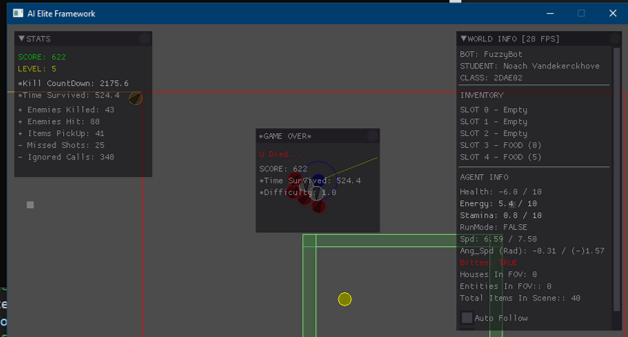 AI Elite Framework
▼STATS
SCORE: 622
LEVEL: 5
*Kill CountDown: 2175.6
*Time Survived: 524.4
+ Enemies Killed: 43
+ Enemies Hit: 80
+ Items PickUp: 41
- Missed Shots: 25
- Ignored Calls: 340
*GAME OVER*
U Died..
SCORE: 622
*Time Survived: 524.4
*Difficulty: 1.0
▼WORLD INFO [28 FPS]
BOT: FuzzyBot
STUDENT: Noach Vandekerckhove
CLASS: 2DAE02
INVENTORY
SLOT 0 - Empty
SLOT 1 - Empty
SLOT 2 - Empty
SLOT 3 - FOOD (8)
SLOT 4 - FOOD (5)
AGENT INFO
Health: -6.0 / 10
Energy: 5.4 / 10
Stamina: 0.8 / 10
RunMode: FALSE
Spd: 6.59 / 7.50
Ang_Spd (Rad): -0.31 / (-)1.57
Bitten: TRUE
Houses In FOV: 0
Entities In FOV:: 0
Total Items In Scene:: 40
Auto Follow